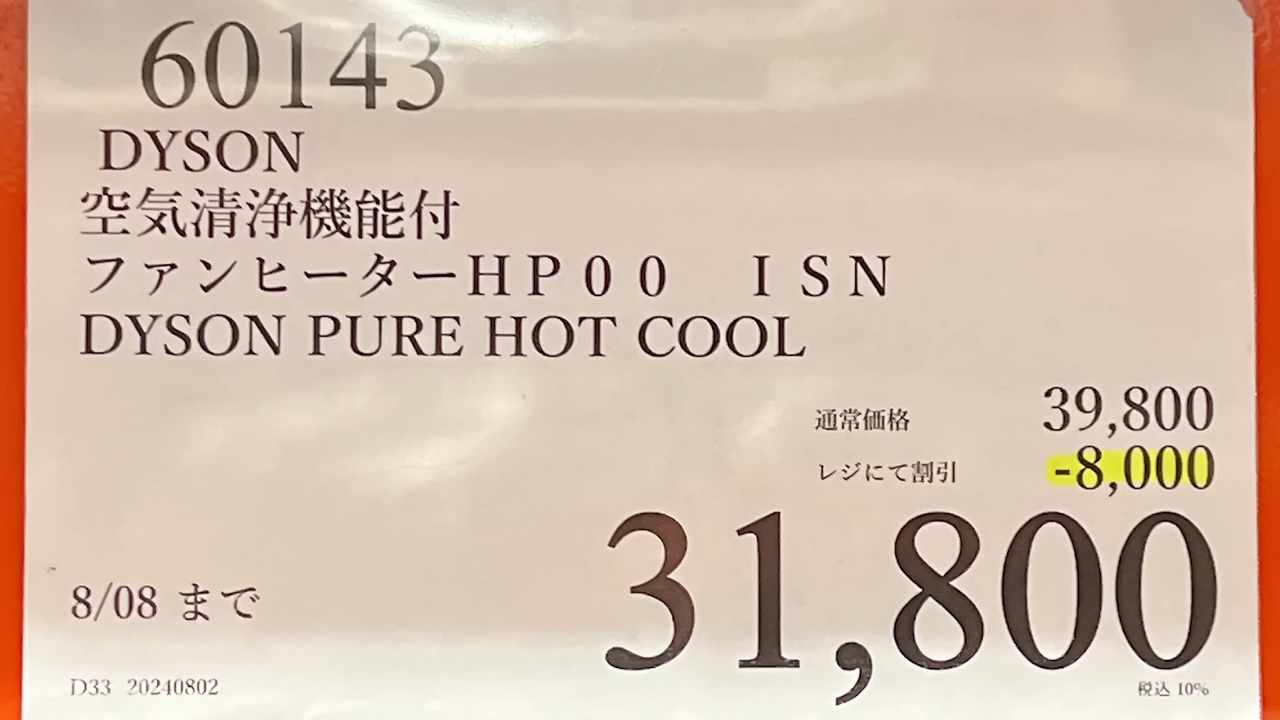 60143
DYSON
空気清浄機能付
ファンヒーターHP00 ISN
DYSON PURE HOT COOL
通常価格 39,800
レジにて割引 -8,000
31,800
8/08 まで
D33 20240802
税込 10%